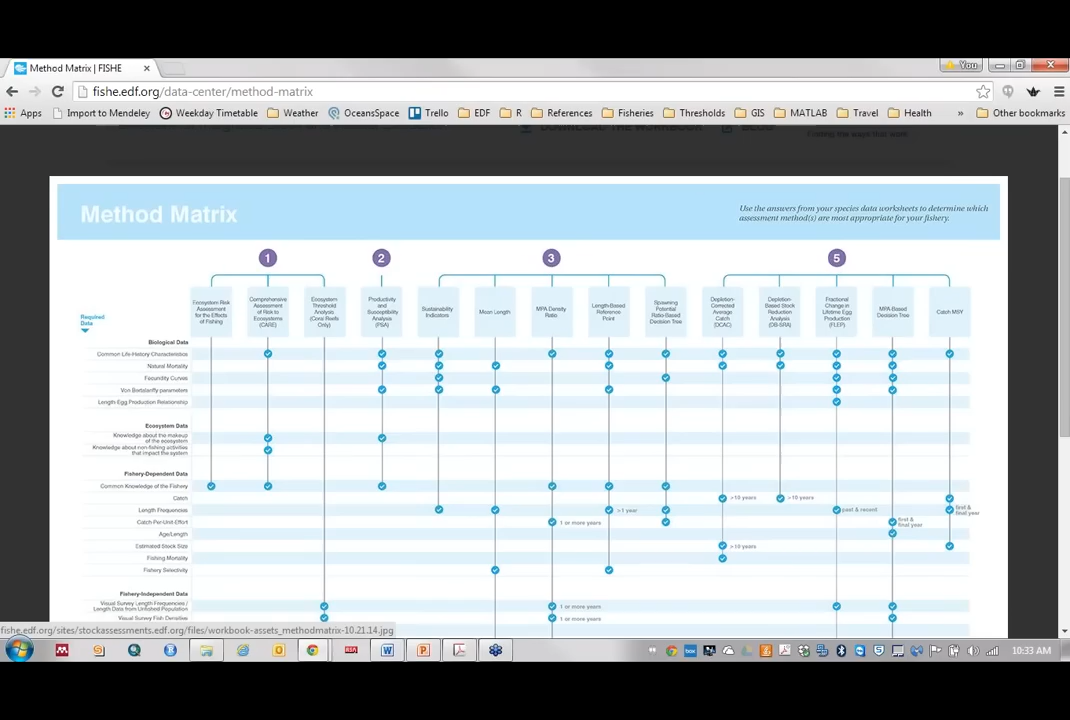 Method Matrix | FISHE
You
fishe.edf.org/data-center/method-matrix
Apps Import to Mendeley Weekday Timetable Weather OceansSpace Trello EDF R References Fisheries Thresholds GIS MATLAB Travel Health » Other bookmarks
DOWNLOAD THE WORKBOOK
Method Matrix
Use the answers from your species data worksheets to determine which
assessment method(s) are most appropriate for your fishery.
1 2 3 5
Required
Data
Ecosystem Risk
Assessment
for the Effects
of Fishing
Comprehensive
Assessment
of Risk to
Ecosystems
(CARE)
Ecosystem
Threshold
Analysis
(Coral Reefs
Only)
Productivity
and
Susceptibility
Analysis
(PSA)
Sustainability
Indicators
Mean Length
MPA Density
Ratio
Length-Based
Reference
Point
Spawning
Potential
Ratio-Based
Decision Tree
Depletion-
Corrected
Average
Catch
(DCAC)
Depletion-
Based Stock
Reduction
Analysis
(DB-SRA)
Fractional
Change in
Lifetime Egg
Production
(FLEP)
MPA-Based
Decision Tree
Catch MSY
Biological Data
Common Life-History Characteristics
Natural Mortality
Fecundity Curves
Von Bertalanffy parameters
Length Egg Production Relationship
Ecosystem Data
Knowledge about the makeup
of the ecosystem
Knowledge about non-fishing activities
that impact the system
Fishery-Dependent Data
Common Knowledge of the Fishery
Catch >10 years >10 years
Length Frequencies >1 year past & recent first &
final year
Catch-Per-Unit-Effort 1 or more years first &
final year
Age/Length
Estimated Stock Size >10 years
Fishing Mortality
Fishery Selectivity
Fishery-Independent Data
Visual Survey Length Frequencies /
Length Data from Unfished Population 1 or more years
Visual Survey Fish Densities 1 or more years
fishe.edf.org/sites/stockassessments.edf.org/files/workbook-assets_methodmatrix-10.21.14.jpg
10:33 AM